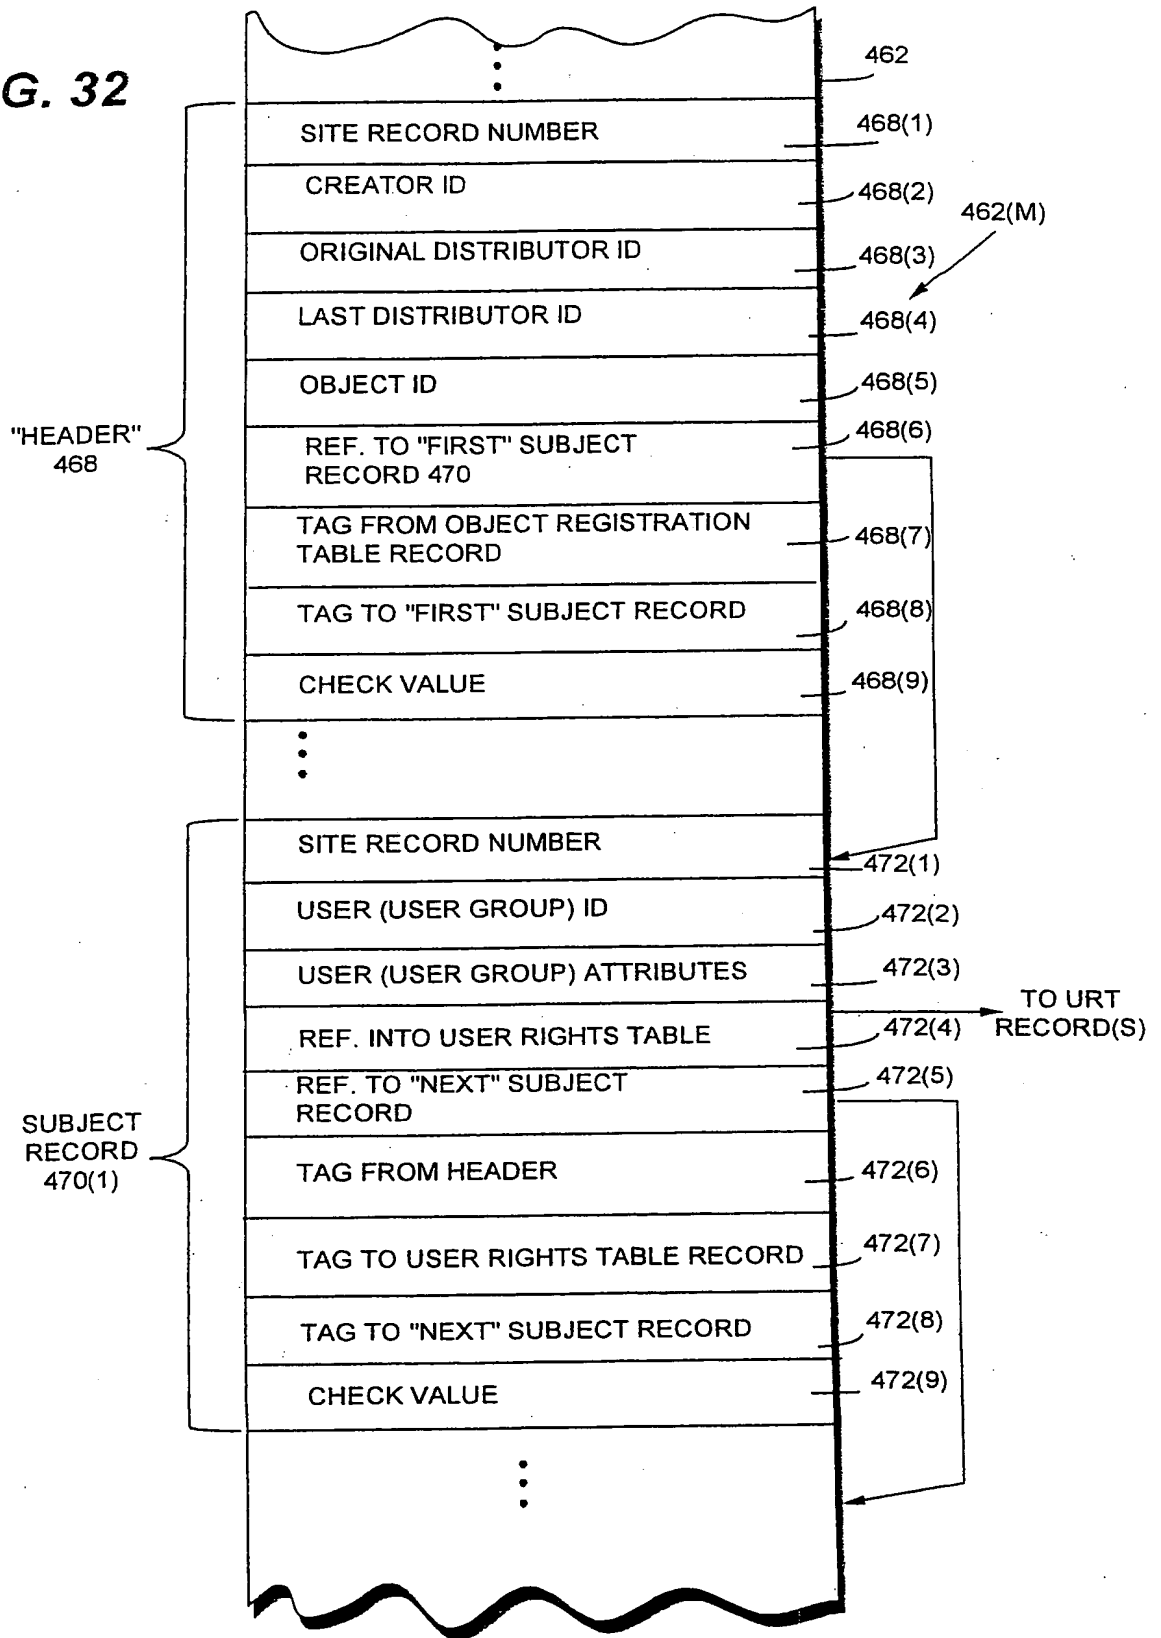 G. 32
462
SITE RECORD NUMBER
468(1)
CREATOR ID
468(2)
462(M)
ORIGINAL DISTRIBUTOR ID
468(3)
LAST DISTRIBUTOR ID
468(4)
OBJECT ID
468(5)
"HEADER"
468
REF. TO "FIRST" SUBJECT
RECORD 470
468(6)
TAG FROM OBJECT REGISTRATION
TABLE RECORD
468(7)
TAG TO "FIRST" SUBJECT RECORD
468(8)
CHECK VALUE
468(9)
SITE RECORD NUMBER
472(1)
USER (USER GROUP) ID
472(2)
USER (USER GROUP) ATTRIBUTES
472(3)
TO URT
RECORD(S)
REF. INTO USER RIGHTS TABLE
472(4)
REF. TO "NEXT" SUBJECT
RECORD
472(5)
SUBJECT
RECORD
470(1)
TAG FROM HEADER
472(6)
TAG TO USER RIGHTS TABLE RECORD
472(7)
TAG TO "NEXT" SUBJECT RECORD
472(8)
CHECK VALUE
472(9)